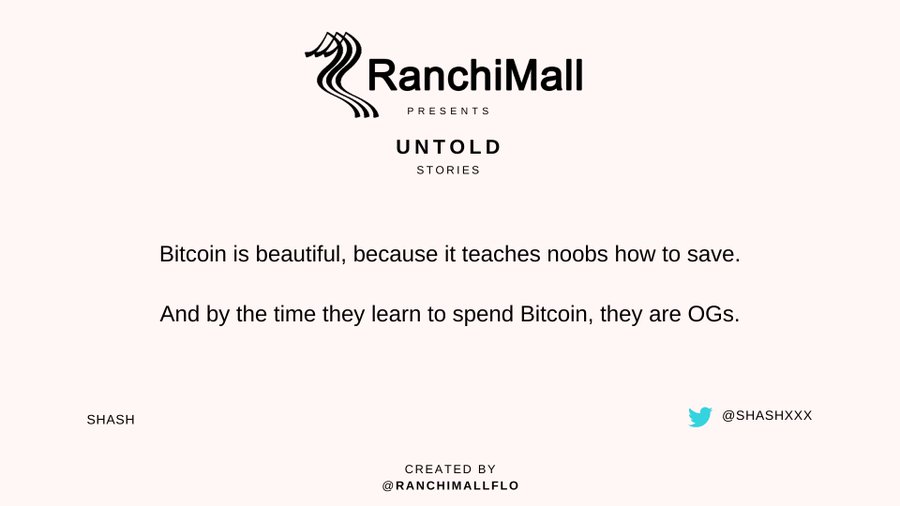 RanchiMall
PRESENTS
UNTOLD
STORIES
Bitcoin is beautiful, because it teaches noobs how to save.
And by the time they learn to spend Bitcoin, they are OGs.
SHASH
@SHASHXXX
CREATED BY
@RANCHIMALLFLO